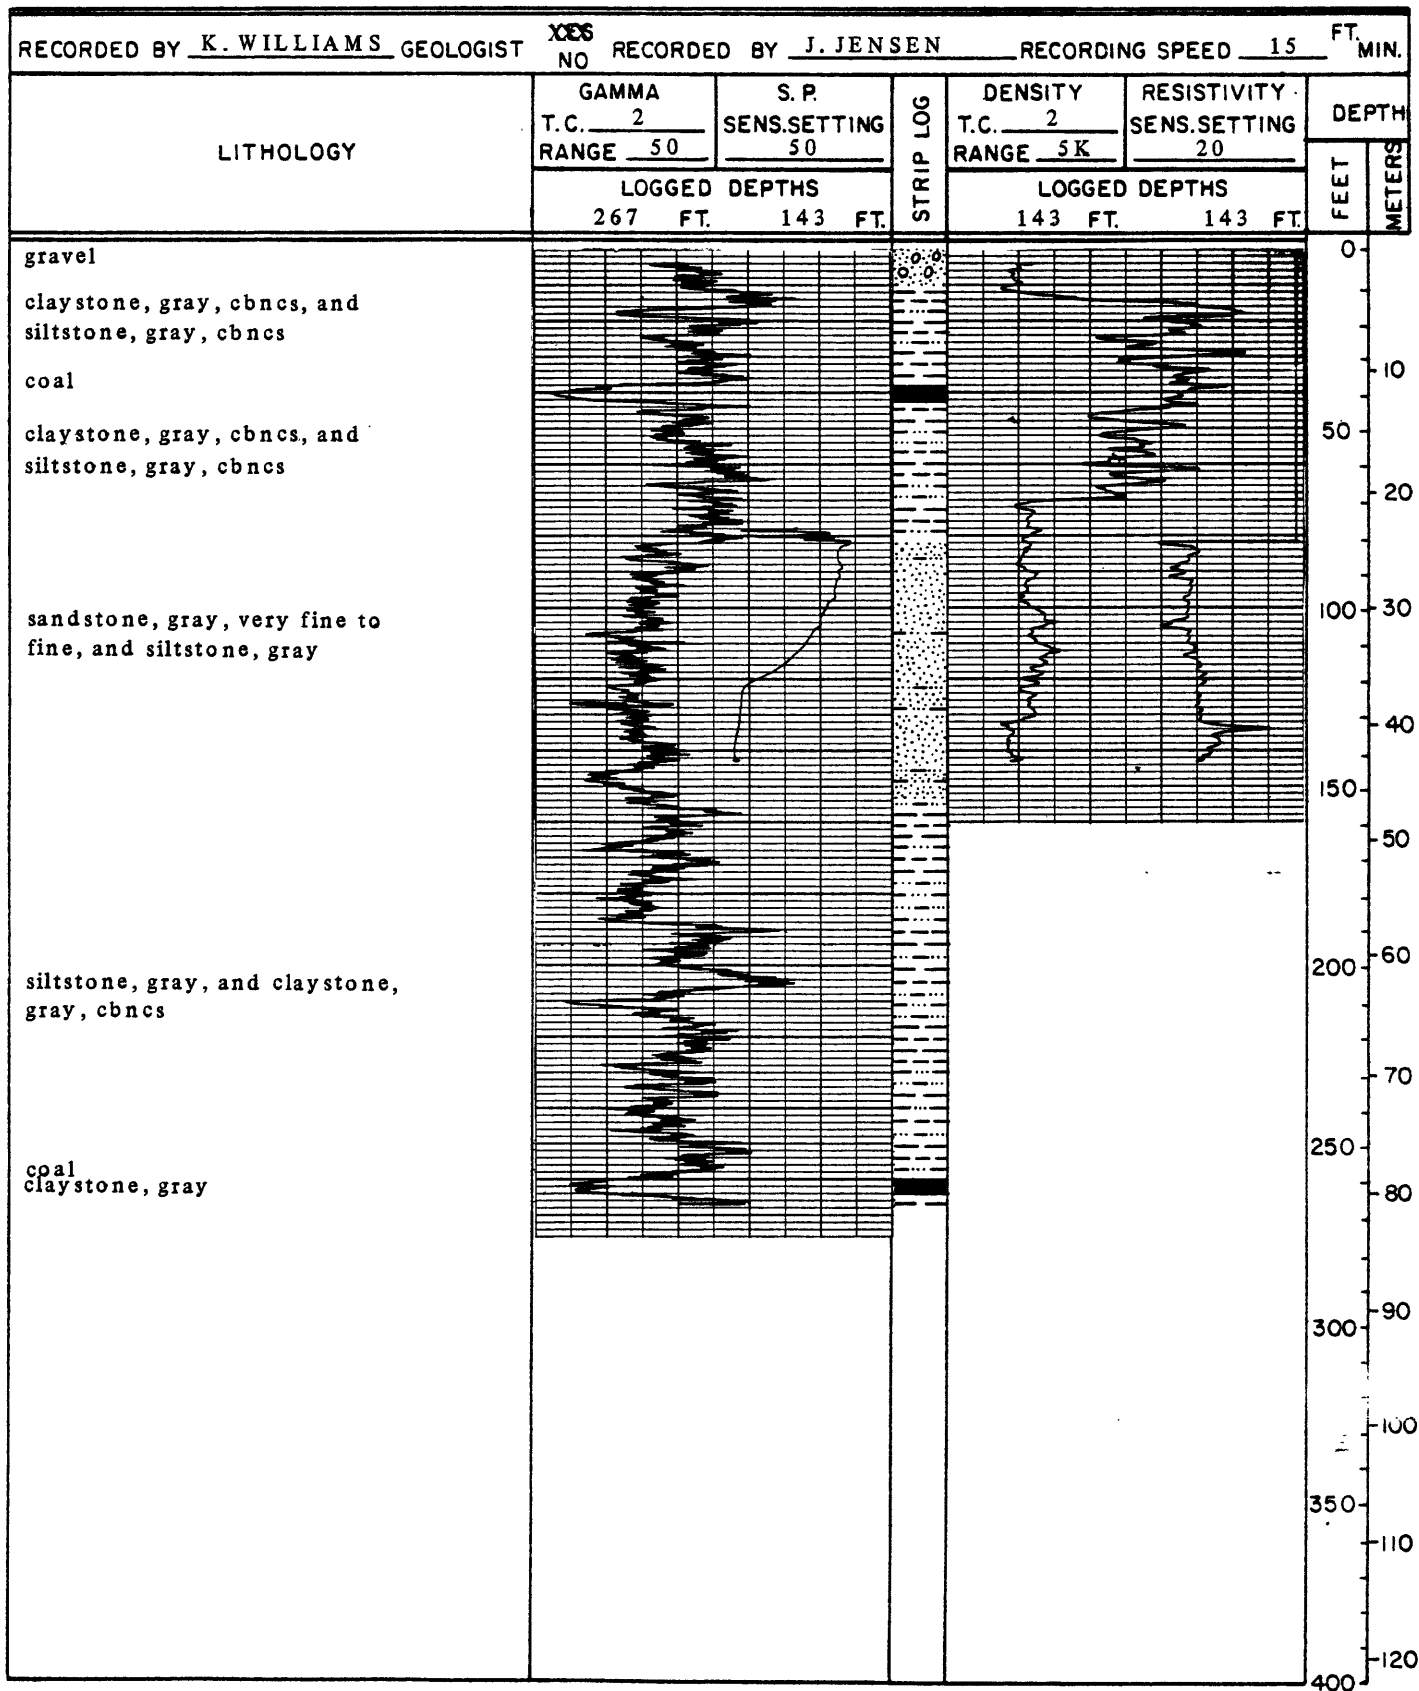 RECORDED BY K. WILLIAMS GEOLOGIST YES NO RECORDED BY J. JENSEN RECORDING SPEED 15 FT. MIN.
LITHOLOGY
GAMMA
T.C. 2
RANGE 50
S. P.
SENS. SETTING
50
LOGGED DEPTHS
267 FT. 143 FT.
STRIP LOG
DENSITY
T.C. 2
RANGE 5K
RESISTIVITY
SENS. SETTING
20
LOGGED DEPTHS
143 FT. 143 FT.
DEPTH
FEET
METERS
gravel
claystone, gray, cbncs, and
siltstone, gray, cbncs
coal
claystone, gray, cbncs, and
siltstone, gray, cbncs
sandstone, gray, very fine to
fine, and siltstone, gray
siltstone, gray, and claystone,
gray, cbncs
coal
claystone, gray
0
10
50
20
100
30
40
150
50
60
200
70
250
80
90
300
100
350
110
120
400